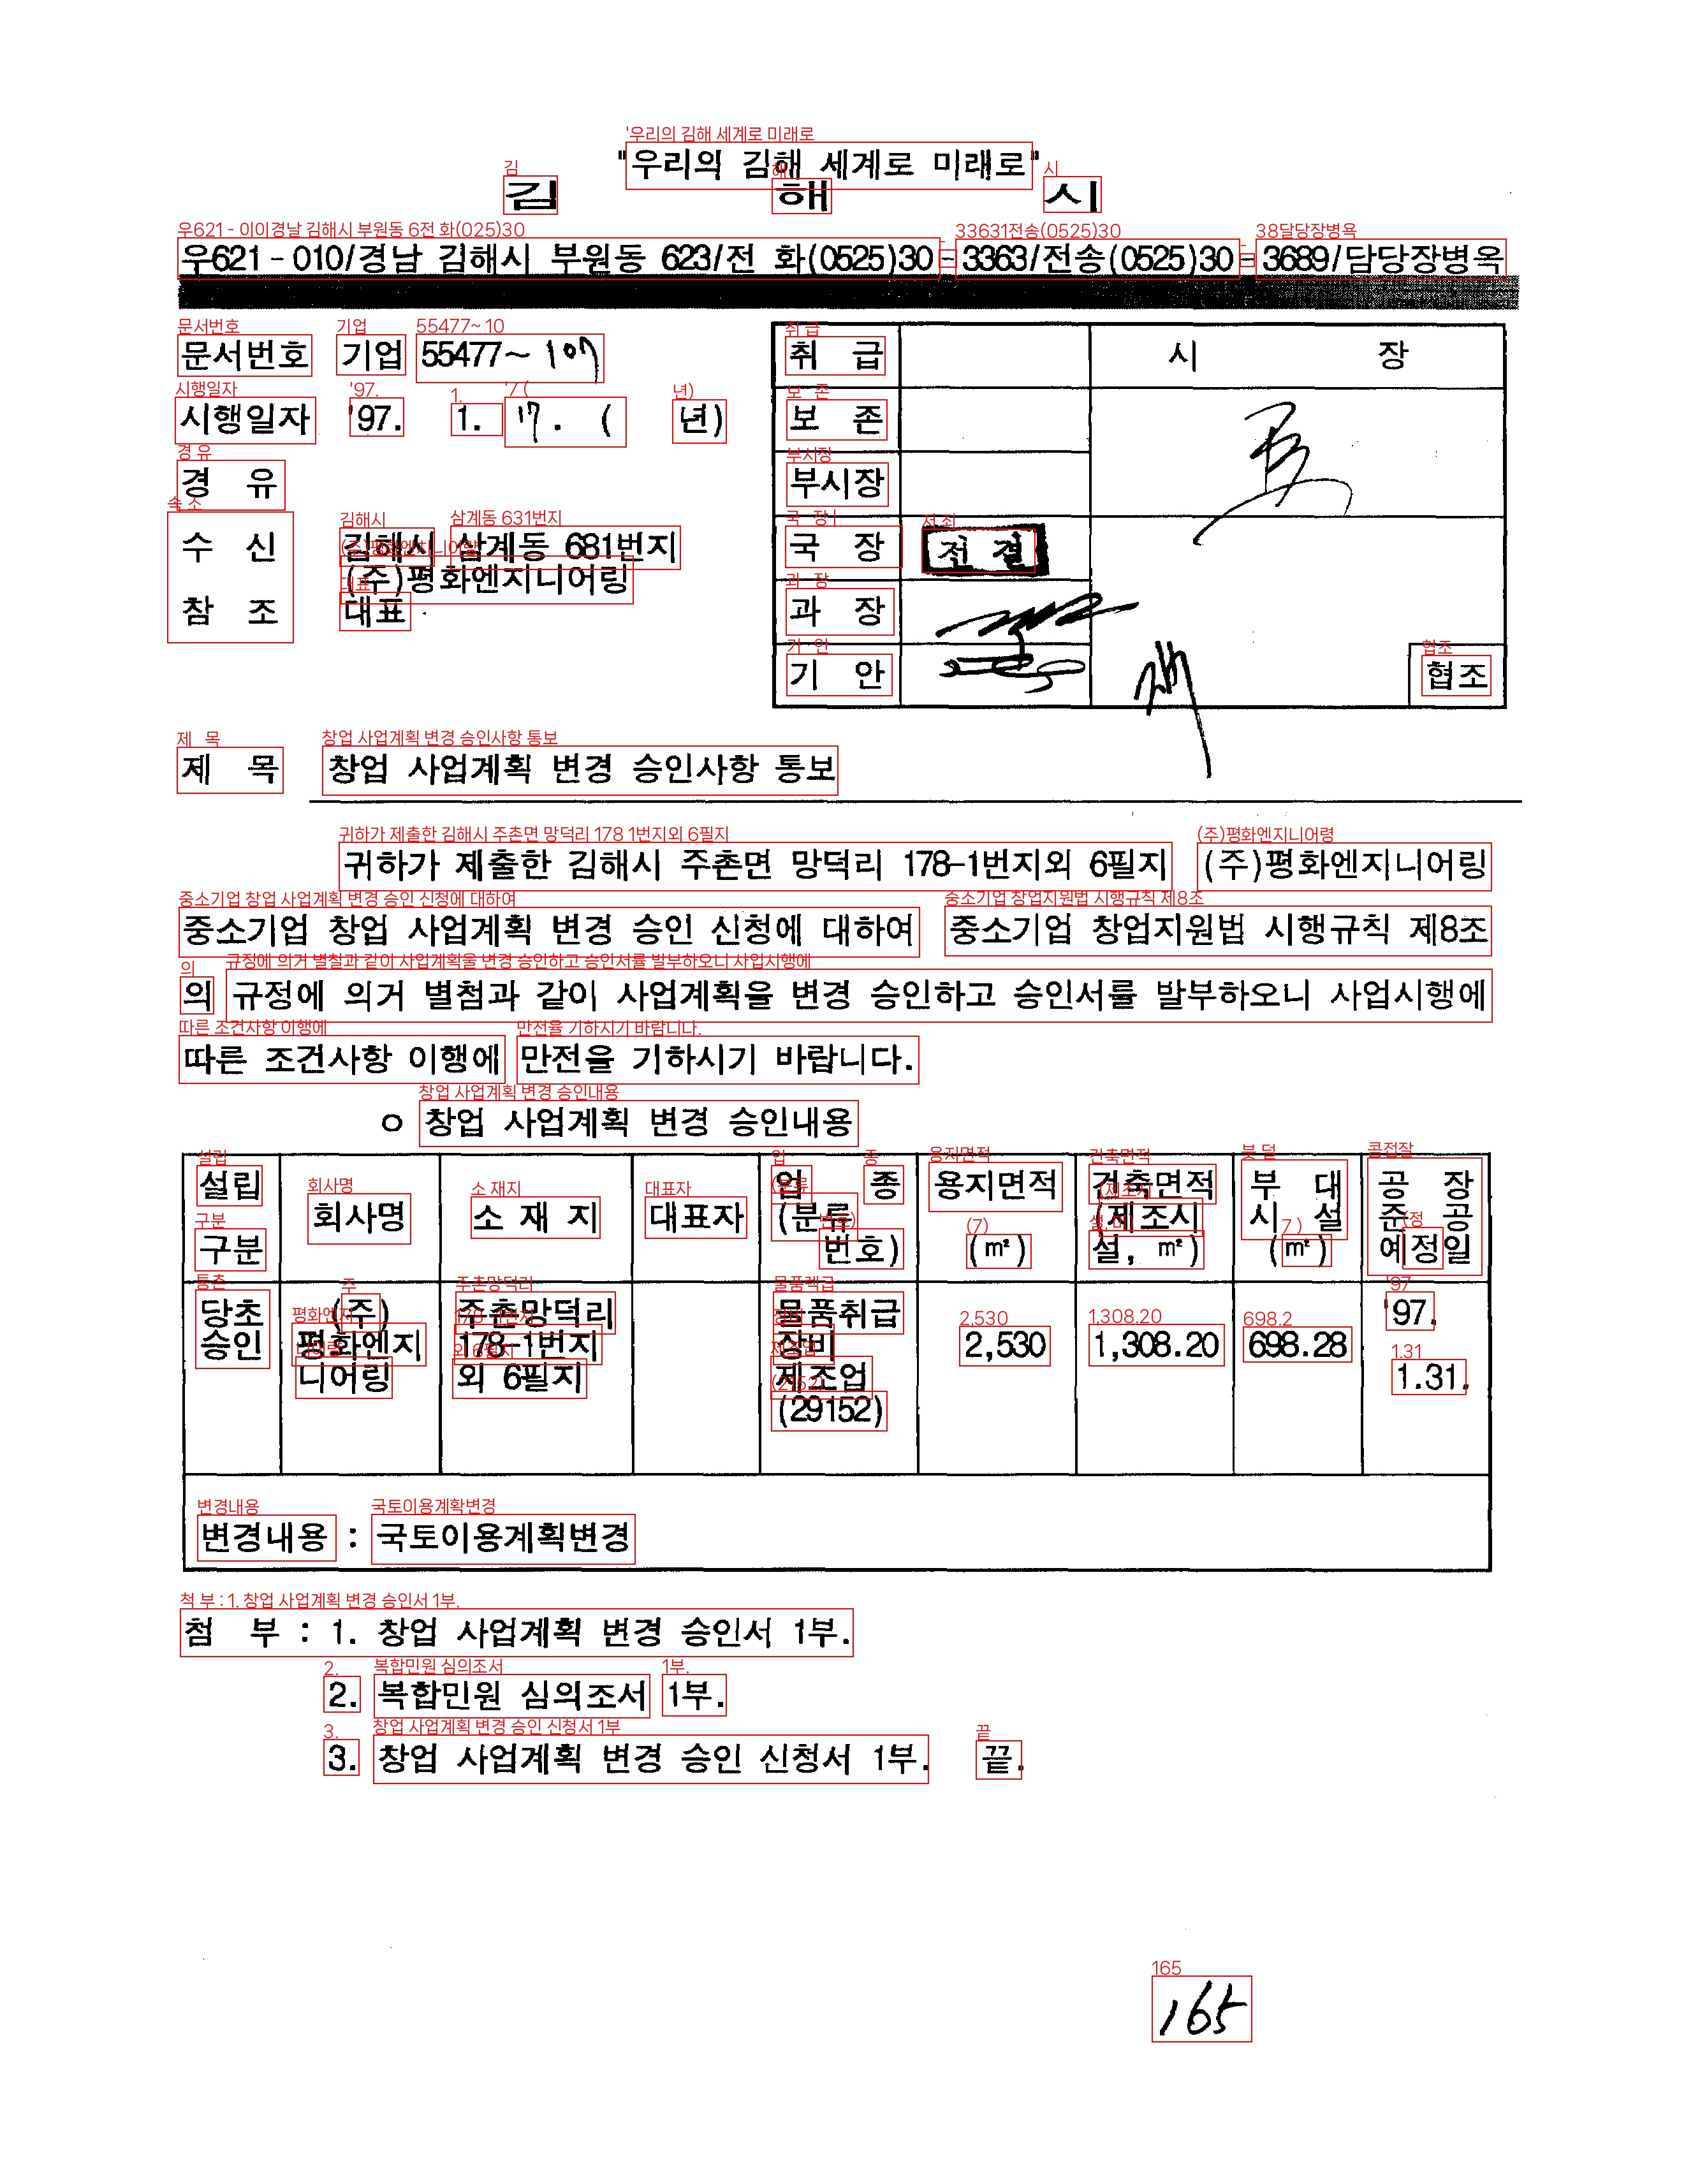 "우리의 김해 세계로 미래로"
김 해 시
우621-010/경남 김해시 부원동 623/전 화(0525)30-3363/전송(0525)30-3689/담당장병옥
문서번호 기업 55477~107
시행일자 '97. 1. 17. ( 년)
경 유
수 신 김해시 삼계동 681번지
(주)평화엔지니어링
참 조 대표
취 급 시 장
보 존
부시장
국 장 전 결
과 장
기 안 협조
제 목 창업 사업계획 변경 승인사항 통보
귀하가 제출한 김해시 주촌면 망덕리 178-1번지외 6필지 (주)평화엔지니어링
중소기업 창업 사업계획 변경 승인 신청에 대하여 중소기업 창업지원법 시행규칙 제8조
의 규정에 의거 별첨과 같이 사업계획을 변경 승인하고 승인서를 발부하오니 사업시행에
따른 조건사항 이행에 만전을 기하시기 바랍니다.
o 창업 사업계획 변경 승인내용
설립 구분 회사명 소 재 지 대표자 업 종 (분류 번호) 용지면적 (㎡) 건축면적 (제조시설, ㎡) 부 대 시 설 (㎡) 공 장 준 공 예정일
당초 승인 (주) 평화엔지니어링 주촌망덕리 178-1번지 외 6필지 물품취급 장비 제조업 (29152) 2,530 1,308.20 698.28 '97. 1.31.
변경내용 : 국토이용계획변경
첨 부 : 1. 창업 사업계획 변경 승인서 1부.
2. 복합민원 심의조서 1부.
3. 창업 사업계획 변경 승인 신청서 1부. 끝.
165